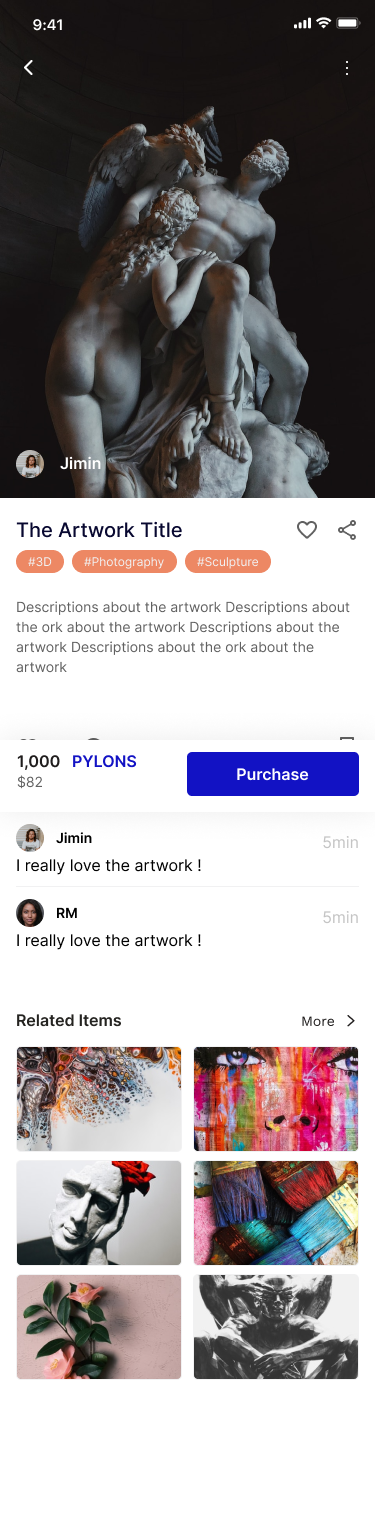 9:41
Jimin
The Artwork Title
#3D
#Photography
#Sculpture
Descriptions about the artwork Descriptions about
the ork about the artwork Descriptions about the
artwork Descriptions about the ork about the
artwork
1,000 PYLONS
$82
Purchase
Jimin
5min
I really love the artwork !
RM
5min
I really love the artwork !
Related Items
More